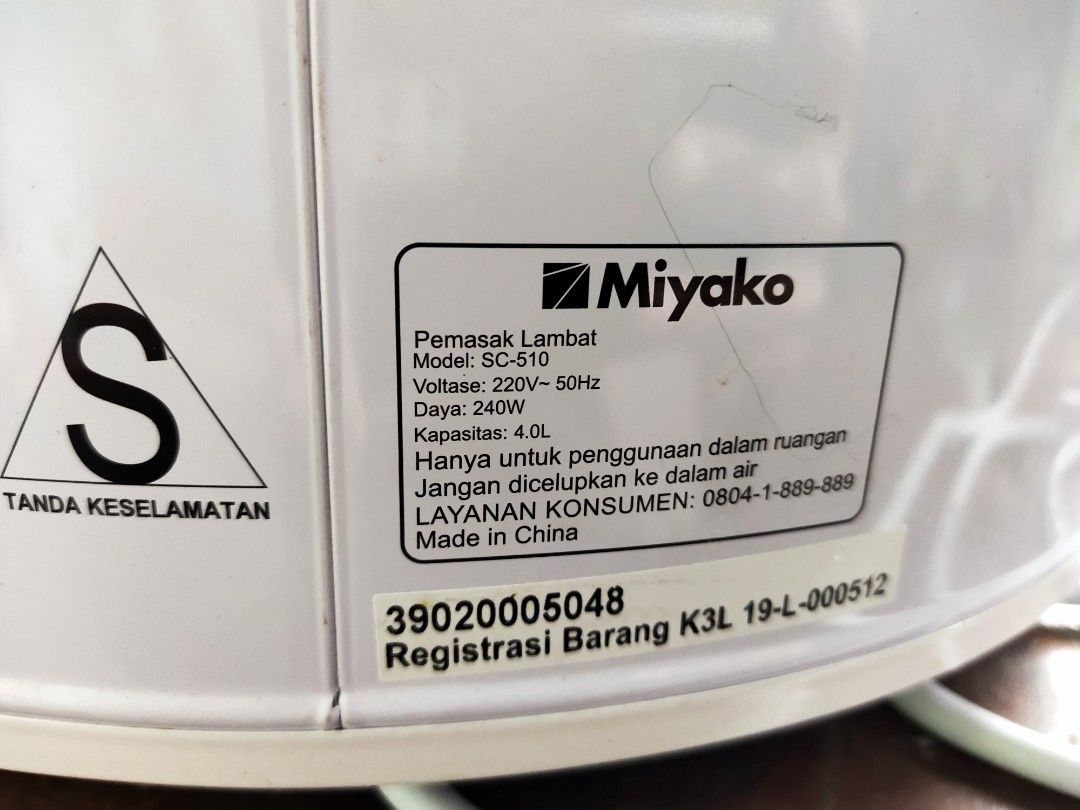 S
TANDA KESELAMATAN
Miyako
Pemasak Lambat
Model: SC-510
Voltase: 220V~ 50Hz
Daya: 240W
Kapasitas: 4.0L
Hanya untuk penggunaan dalam ruangan
Jangan dicelupkan ke dalam air
LAYANAN KONSUMEN: 0804-1-889-889
Made in China
39020005048
Registrasi Barang K3L 19-L-000512